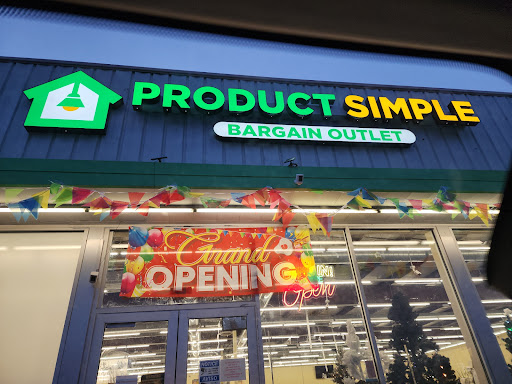 PRODUCT SIMPLE
BARGAIN OUTLET
Grand
OPENING
Open